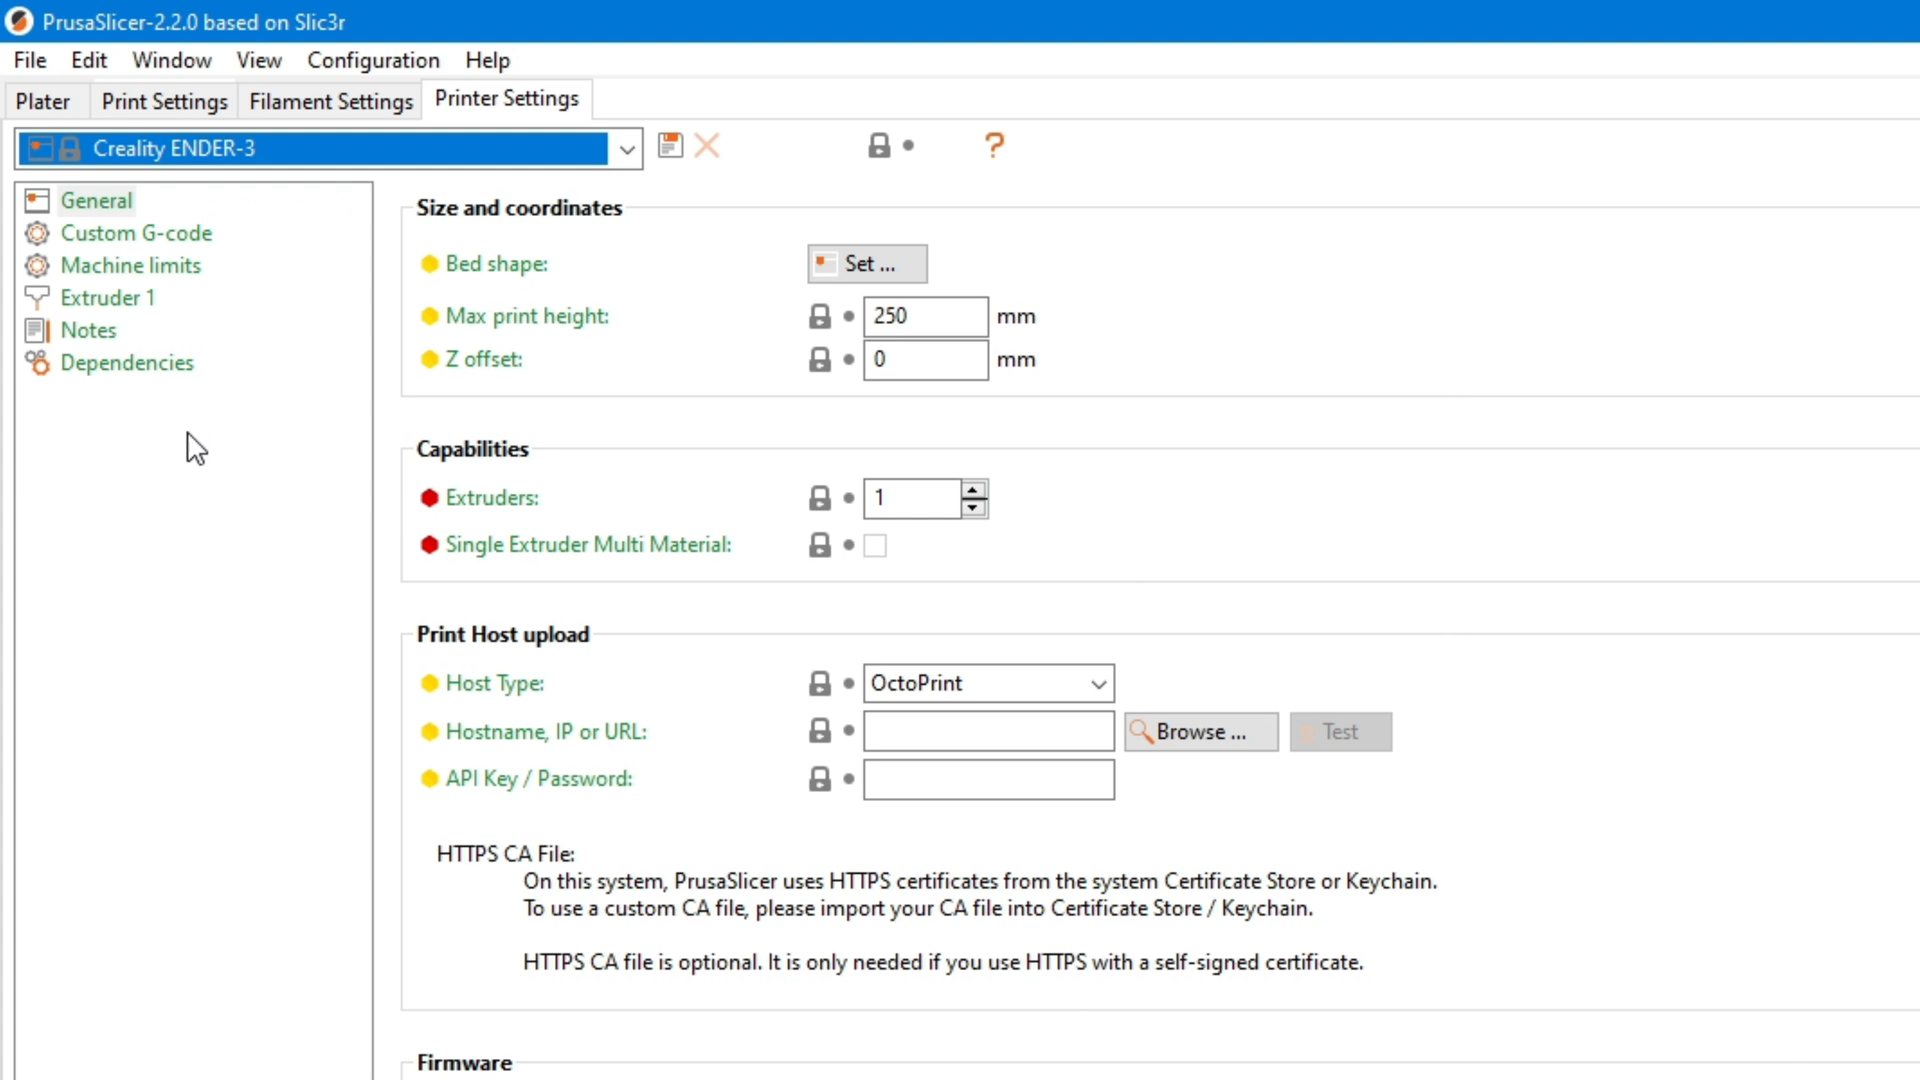 PrusaSlicer-2.2.0 based on Slic3r
File Edit Window View Configuration Help
Plater Print Settings Filament Settings Printer Settings
Creality ENDER-3
General
Custom G-code
Machine limits
Extruder 1
Notes
Dependencies
Size and coordinates
Bed shape: Set ...
Max print height: 250 mm
Z offset: 0 mm
Capabilities
Extruders: 1
Single Extruder Multi Material:
Print Host upload
Host Type: OctoPrint
Hostname, IP or URL: Browse ... Test
API Key / Password:
HTTPS CA File:
On this system, PrusaSlicer uses HTTPS certificates from the system Certificate Store or Keychain.
To use a custom CA file, please import your CA file into Certificate Store / Keychain.
HTTPS CA file is optional. It is only needed if you use HTTPS with a self-signed certificate.
Firmware